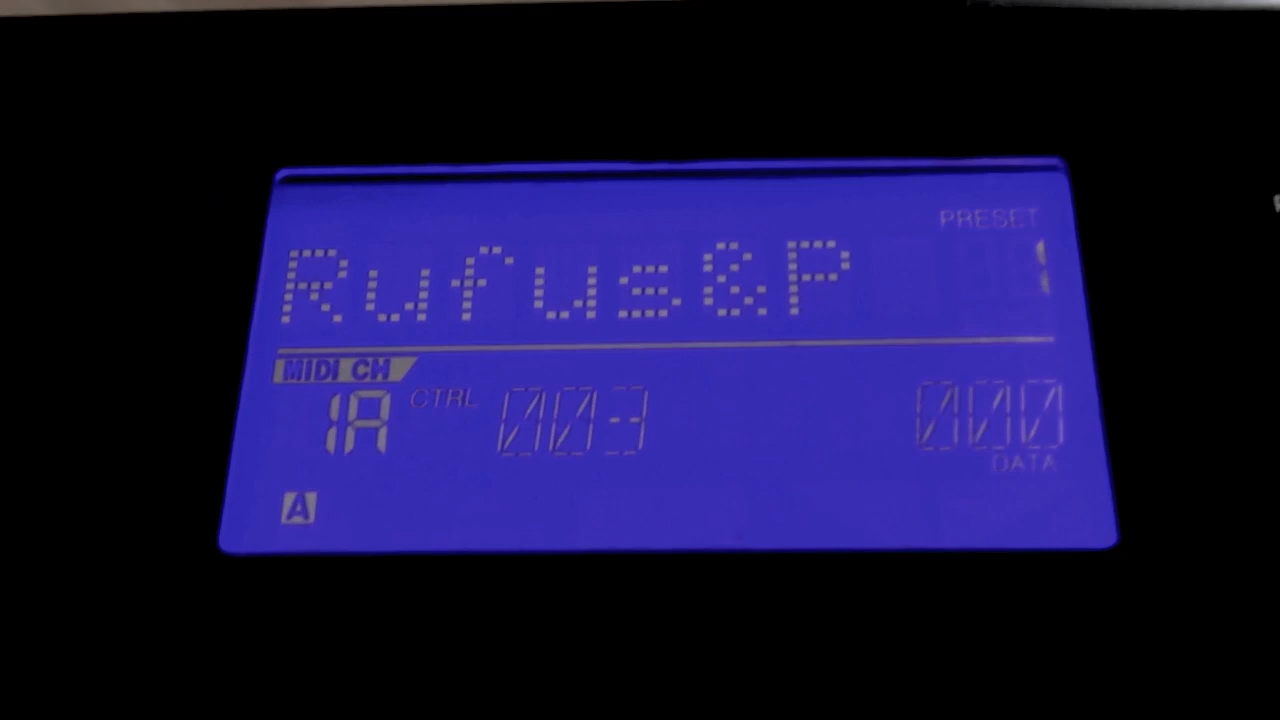 PRESET
Rufus&P 1
MIDI CH
1A CTRL 003 000
DATA
A